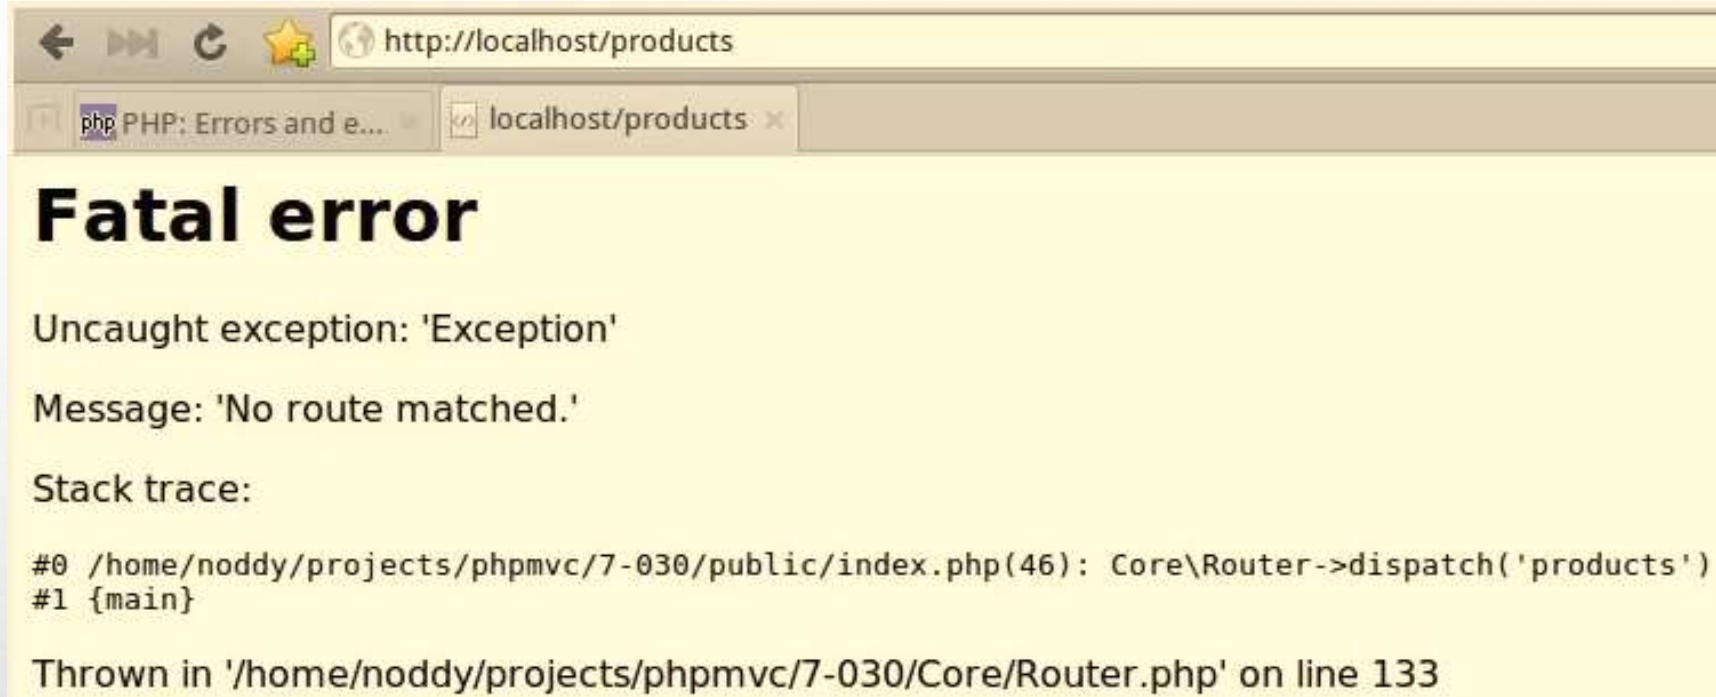 http://localhost/products
php PHP: Errors and e...
localhost/products
Fatal error
Uncaught exception: 'Exception'
Message: 'No route matched.'
Stack trace:
#0 /home/noddy/projects/phpmvc/7-030/public/index.php(46): Core\Router->dispatch('products')
#1 {main}
Thrown in '/home/noddy/projects/phpmvc/7-030/Core/Router.php' on line 133